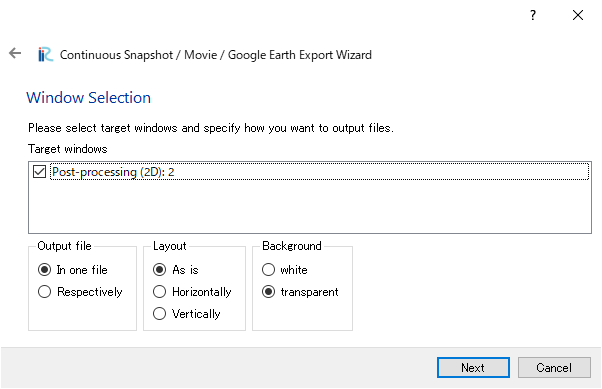 ?
iR Continuous Snapshot / Movie / Google Earth Export Wizard
Window Selection
Please select target windows and specify how you want to output files.
Target windows
Post-processing (2D): 2
Output file
In one file
Respectively
Layout
As is
Horizontally
Vertically
Background
white
transparent
Next
Cancel